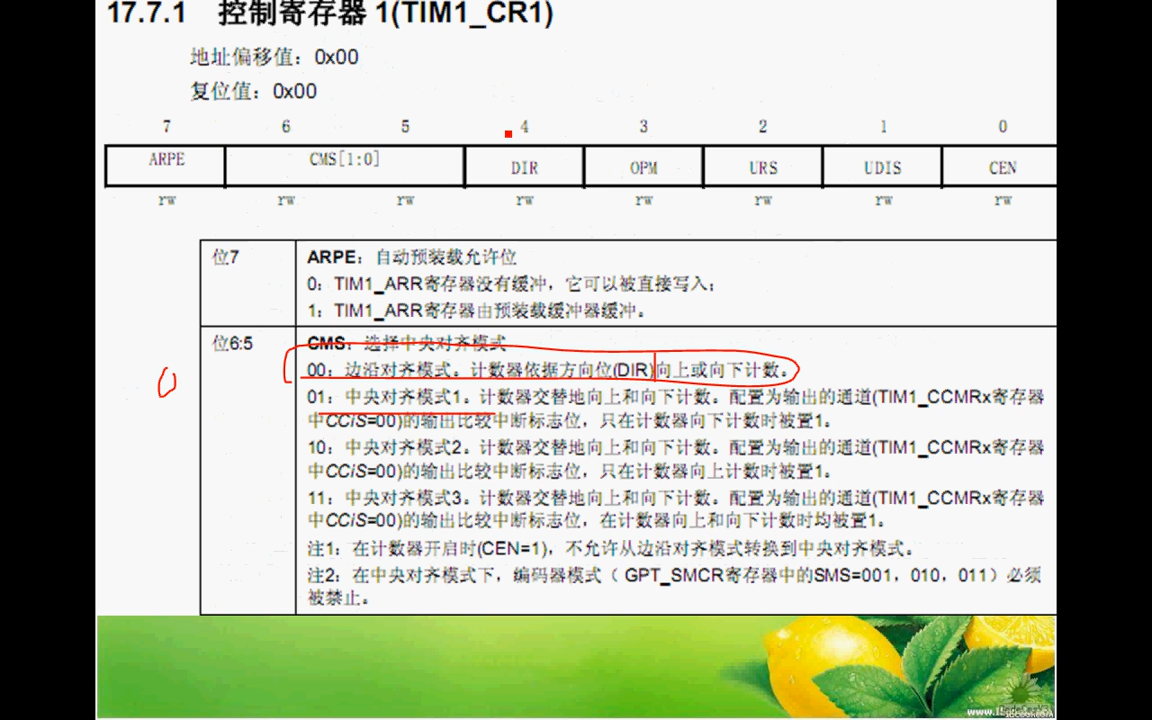 17.7.1 控制寄存器 1(TIM1_CR1)
地址偏移值：0x00
复位值：0x00
7 6 5 4 3 2 1 0
ARPE CMS[1:0] DIR OPM URS UDIS CEN
rw rw rw rw rw rw rw rw
位7 ARPE：自动预装载允许位
0：TIM1_ARR寄存器没有缓冲，它可以被直接写入；
1：TIM1_ARR寄存器由预装载缓冲器缓冲。
位6:5 CMS：选择中央对齐模式
00：边沿对齐模式。计数器依据方向位(DIR)向上或向下计数。
01：中央对齐模式1。计数器交替地向上和向下计数。配置为输出的通道(TIM1_CCMRx寄存器
中CCiS=00)的输出比较中断标志位，只在计数器向下计数时被置1。
10：中央对齐模式2。计数器交替地向上和向下计数。配置为输出的通道(TIM1_CCMRx寄存器
中CCiS=00)的输出比较中断标志位，只在计数器向上计数时被置1。
11：中央对齐模式3。计数器交替地向上和向下计数。配置为输出的通道(TIM1_CCMRx寄存器
中CCiS=00)的输出比较中断标志位，在计数器向上和向下计数时均被置1。
注1：在计数器开启时(CEN=1)，不允许从边沿对齐模式转换到中央对齐模式。
注2：在中央对齐模式下，编码器模式（ GPT_SMCR寄存器中的SMS=001，010，011）必须
被禁止。